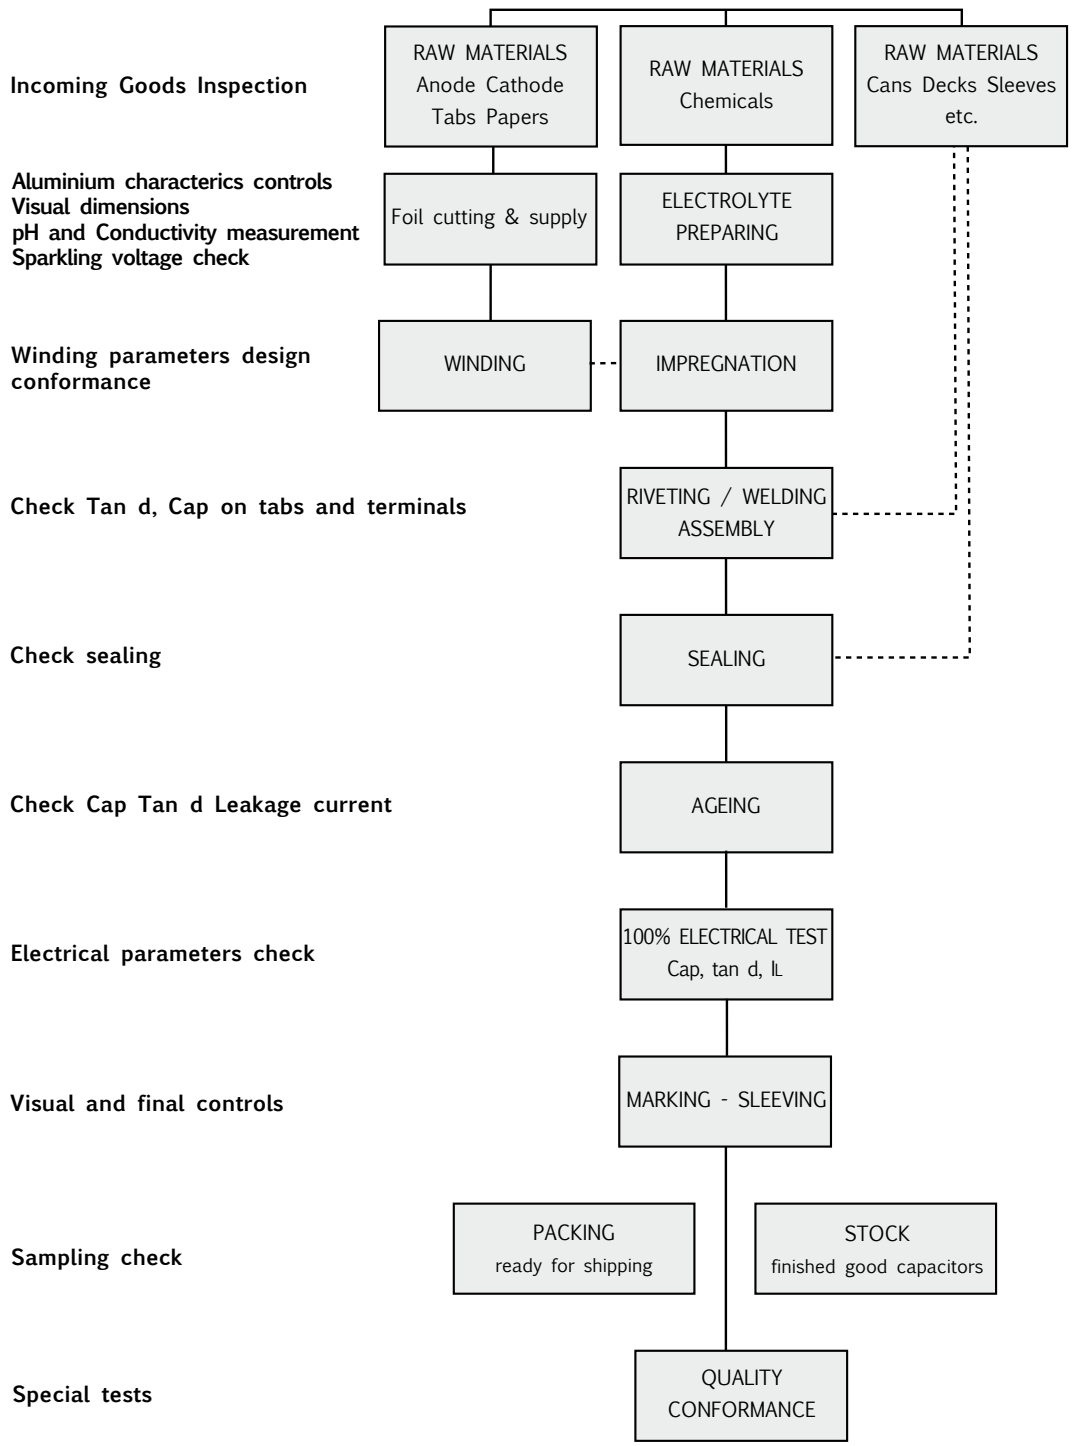 Incoming Goods Inspection
RAW MATERIALS
Anode Cathode
Tabs Papers
RAW MATERIALS
Chemicals
RAW MATERIALS
Cans Decks Sleeves
etc.
Aluminium characterics controls
Visual dimensions
pH and Conductivity measurement
Sparkling voltage check
Foil cutting & supply
ELECTROLYTE
PREPARING
Winding parameters design
conformance
WINDING
IMPREGNATION
Check Tan d, Cap on tabs and terminals
RIVETING / WELDING
ASSEMBLY
Check sealing
SEALING
Check Cap Tan d Leakage current
AGEING
Electrical parameters check
100% ELECTRICAL TEST
Cap, tan d, IL
Visual and final controls
MARKING - SLEEVING
Sampling check
PACKING
ready for shipping
STOCK
finished good capacitors
Special tests
QUALITY
CONFORMANCE